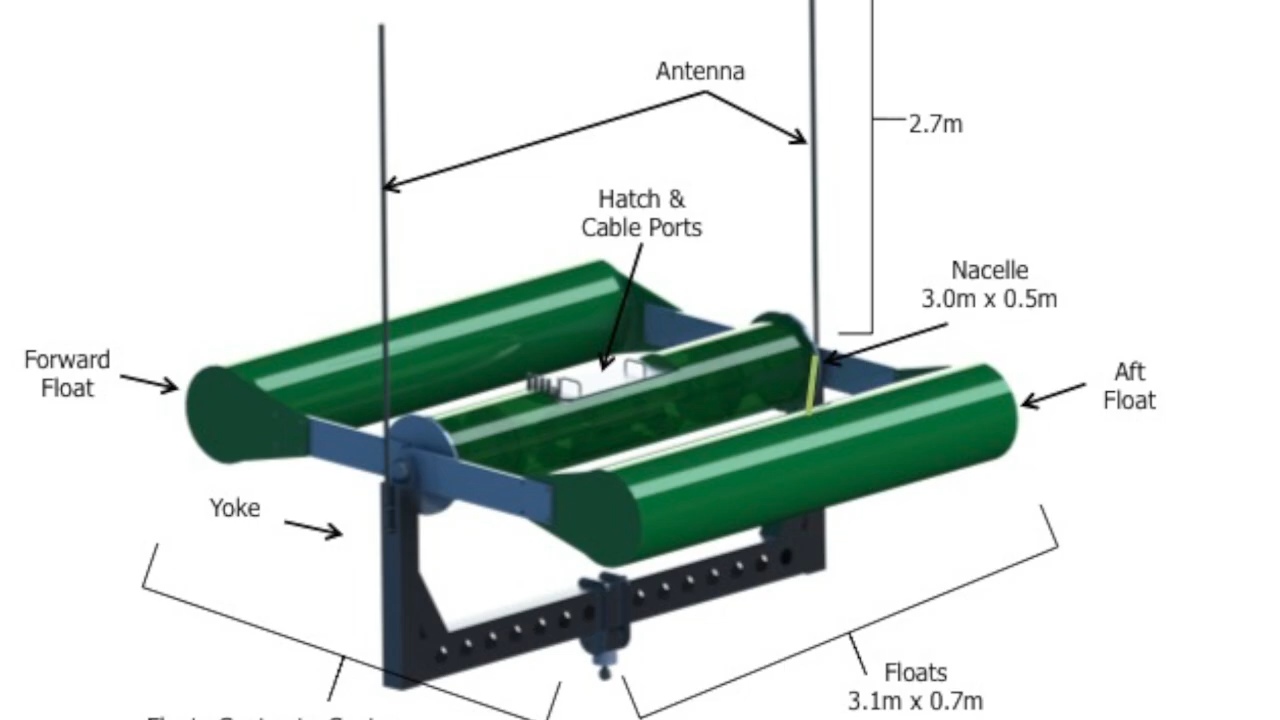 Antenna
2.7m
Hatch &
Cable Ports
Nacelle
3.0m x 0.5m
Forward
Float
Aft
Float
Yoke
Floats
3.1m x 0.7m